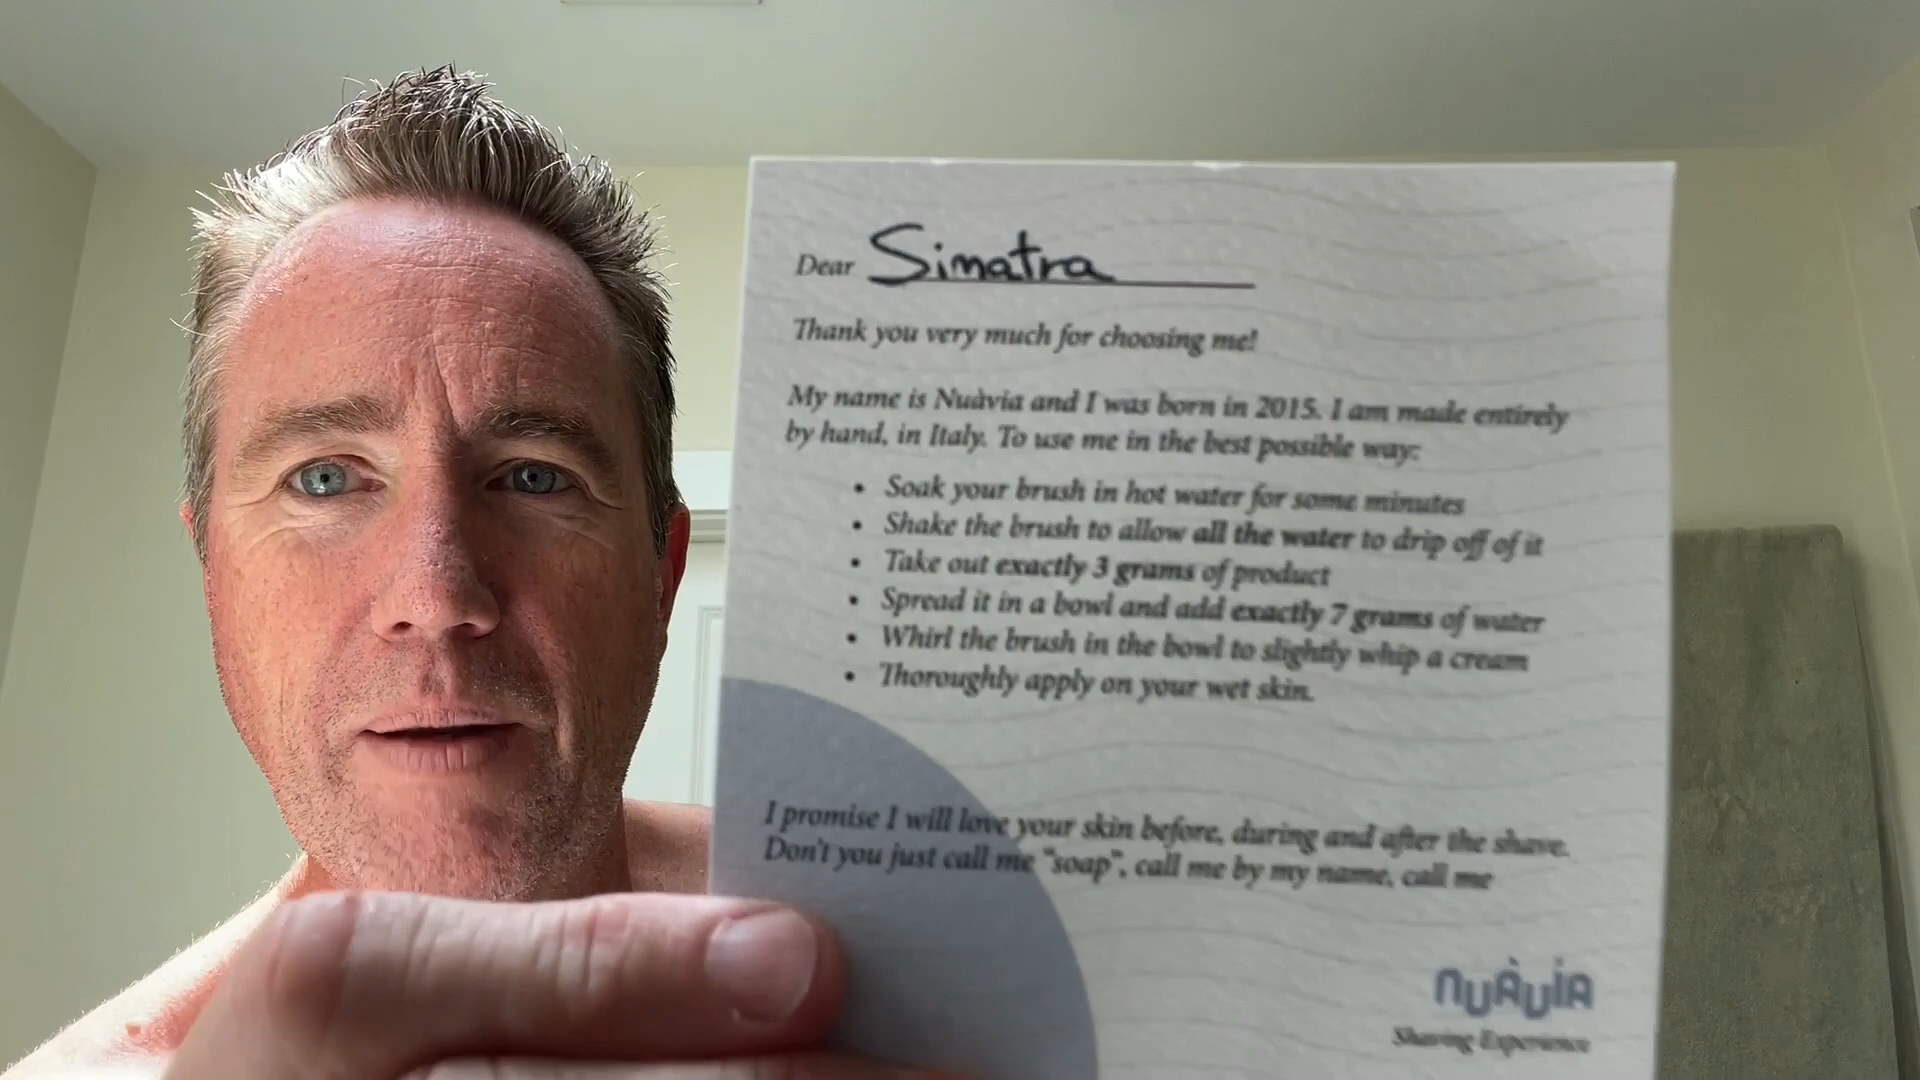 Dear Simatra
Thank you very much for choosing me!
My name is Nuàvia and I was born in 2015. I am made entirely
by hand, in Italy. To use me in the best possible way:
• Soak your brush in hot water for some minutes
• Shake the brush to allow all the water to drip off of it
• Take out exactly 3 grams of product
• Spread it in a bowl and add exactly 7 grams of water
• Whirl the brush in the bowl to slightly whip a cream
• Thoroughly apply on your wet skin.
I promise I will love your skin before, during and after the shave.
Don't you just call me "soap", call me by my name, call me
NUÀVIA
Shaving Experience